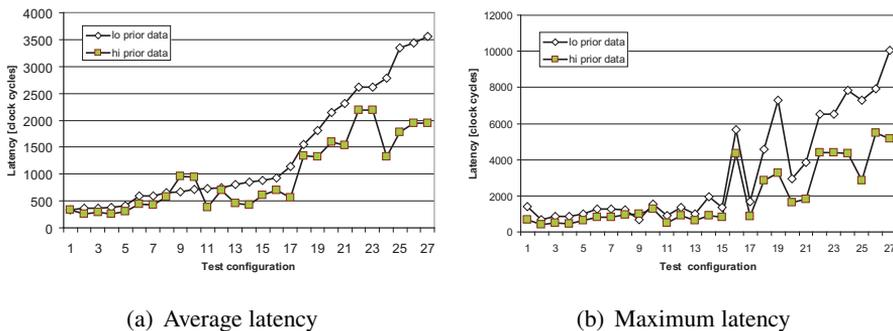 4000
3500
3000
2500
2000
1500
1000
500
0
Latency [clock cycles]
lo prior data
hi prior data
1 3 5 7 9 11 13 15 17 19 21 23 25 27
Test configuration
(a) Average latency
12000
10000
8000
6000
4000
2000
0
Latency [clock cycles]
lo prior data
hi prior data
1 3 5 7 9 11 13 15 17 19 21 23 25 27
Test configuration
(b) Maximum latency